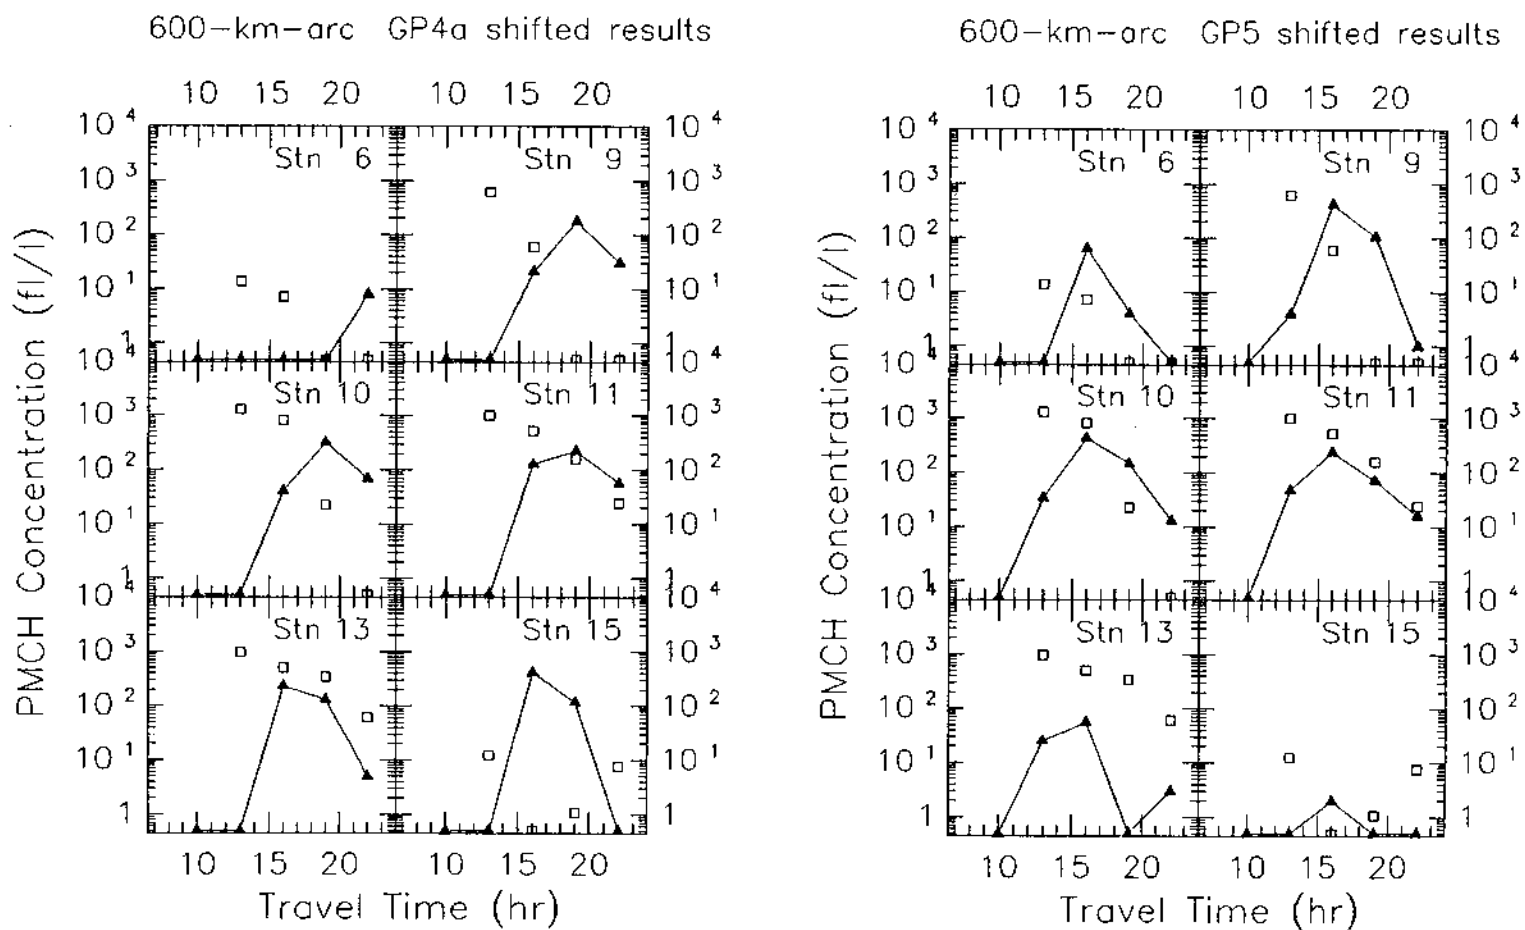 600-km-arc GP4a shifted results
10 15 20 10 15 20
10 4 10 4
Stn 6 Stn 9
10 3 10 3
10 2 10 2
10 1 10 1
1 1
10 4 10 4
Stn 10 Stn 11
10 3 10 3
10 2 10 2
10 1 10 1
1 1
10 4 10 4
Stn 13 Stn 15
10 3 10 3
10 2 10 2
10 1 10 1
1 1
10 15 20 10 15 20
Travel Time (hr)
PMCH Concentration (fl/l)
600-km-arc GP5 shifted results
10 15 20 10 15 20
10 4 10 4
Stn 6 Stn 9
10 3 10 3
10 2 10 2
10 1 10 1
1 1
10 4 10 4
Stn 10 Stn 11
10 3 10 3
10 2 10 2
10 1 10 1
1 1
10 4 10 4
Stn 13 Stn 15
10 3 10 3
10 2 10 2
10 1 10 1
1 1
10 15 20 10 15 20
Travel Time (hr)
PMCH Concentration (fl/l)